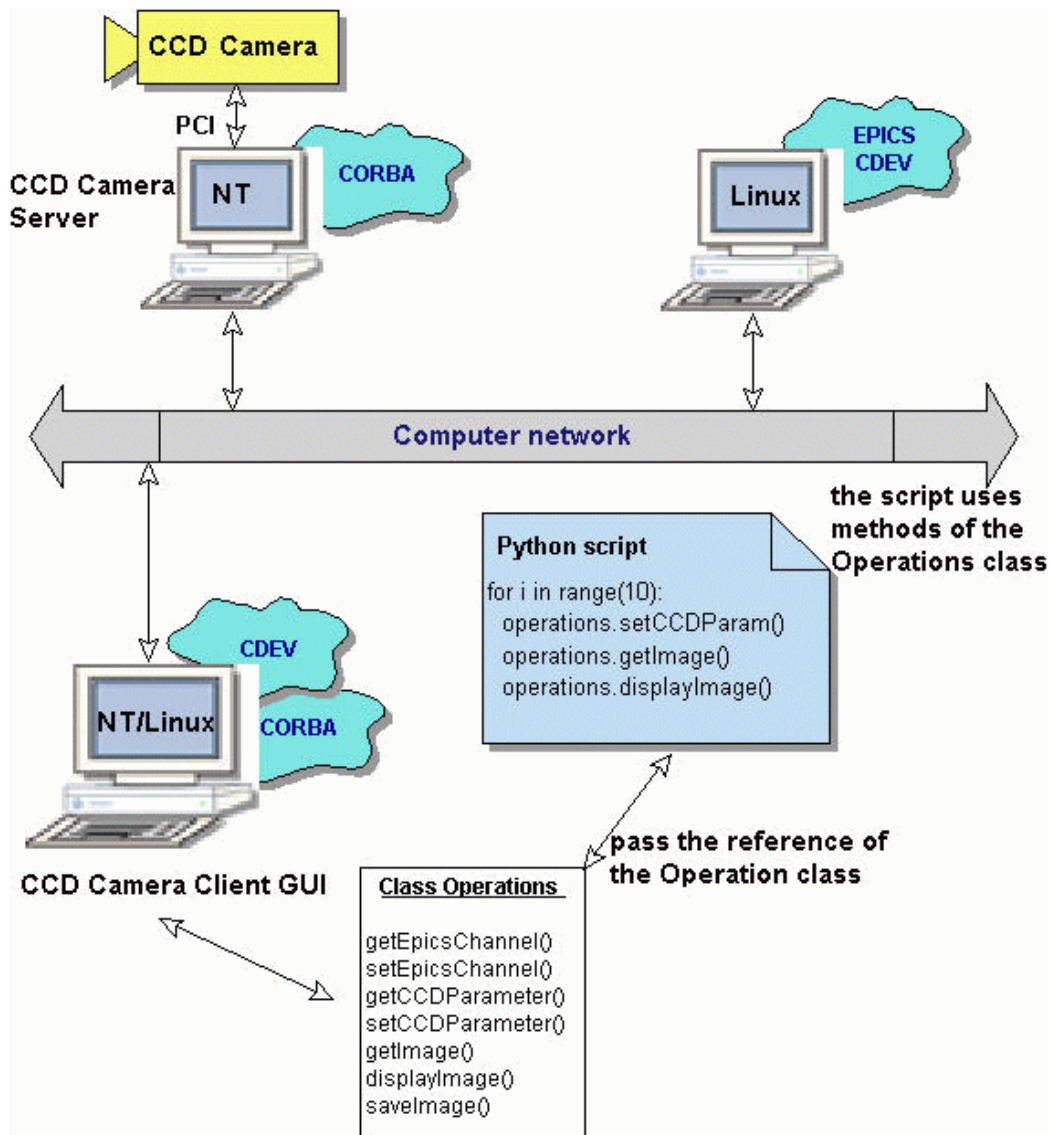 CCD Camera
PCI
CORBA
EPICS
CDEV
CCD Camera
Server
NT
Linux
Computer network
the script uses
methods of the
Operations class
Python script
for i in range(10):
operations.setCCDParam()
operations.getImage()
operations.displayImage()
CDEV
NT/Linux
CORBA
pass the reference of
the Operation class
CCD Camera Client GUI
Class Operations
getEpicsChannel()
setEpicsChannel()
getCCDParameter()
setCCDParameter()
getImage()
displayImage()
saveImage()